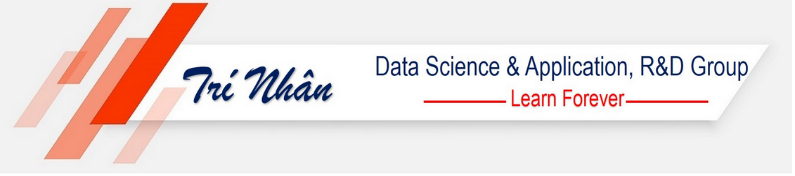 Trí Nhân
Data Science & Application, R&D Group
Learn Forever